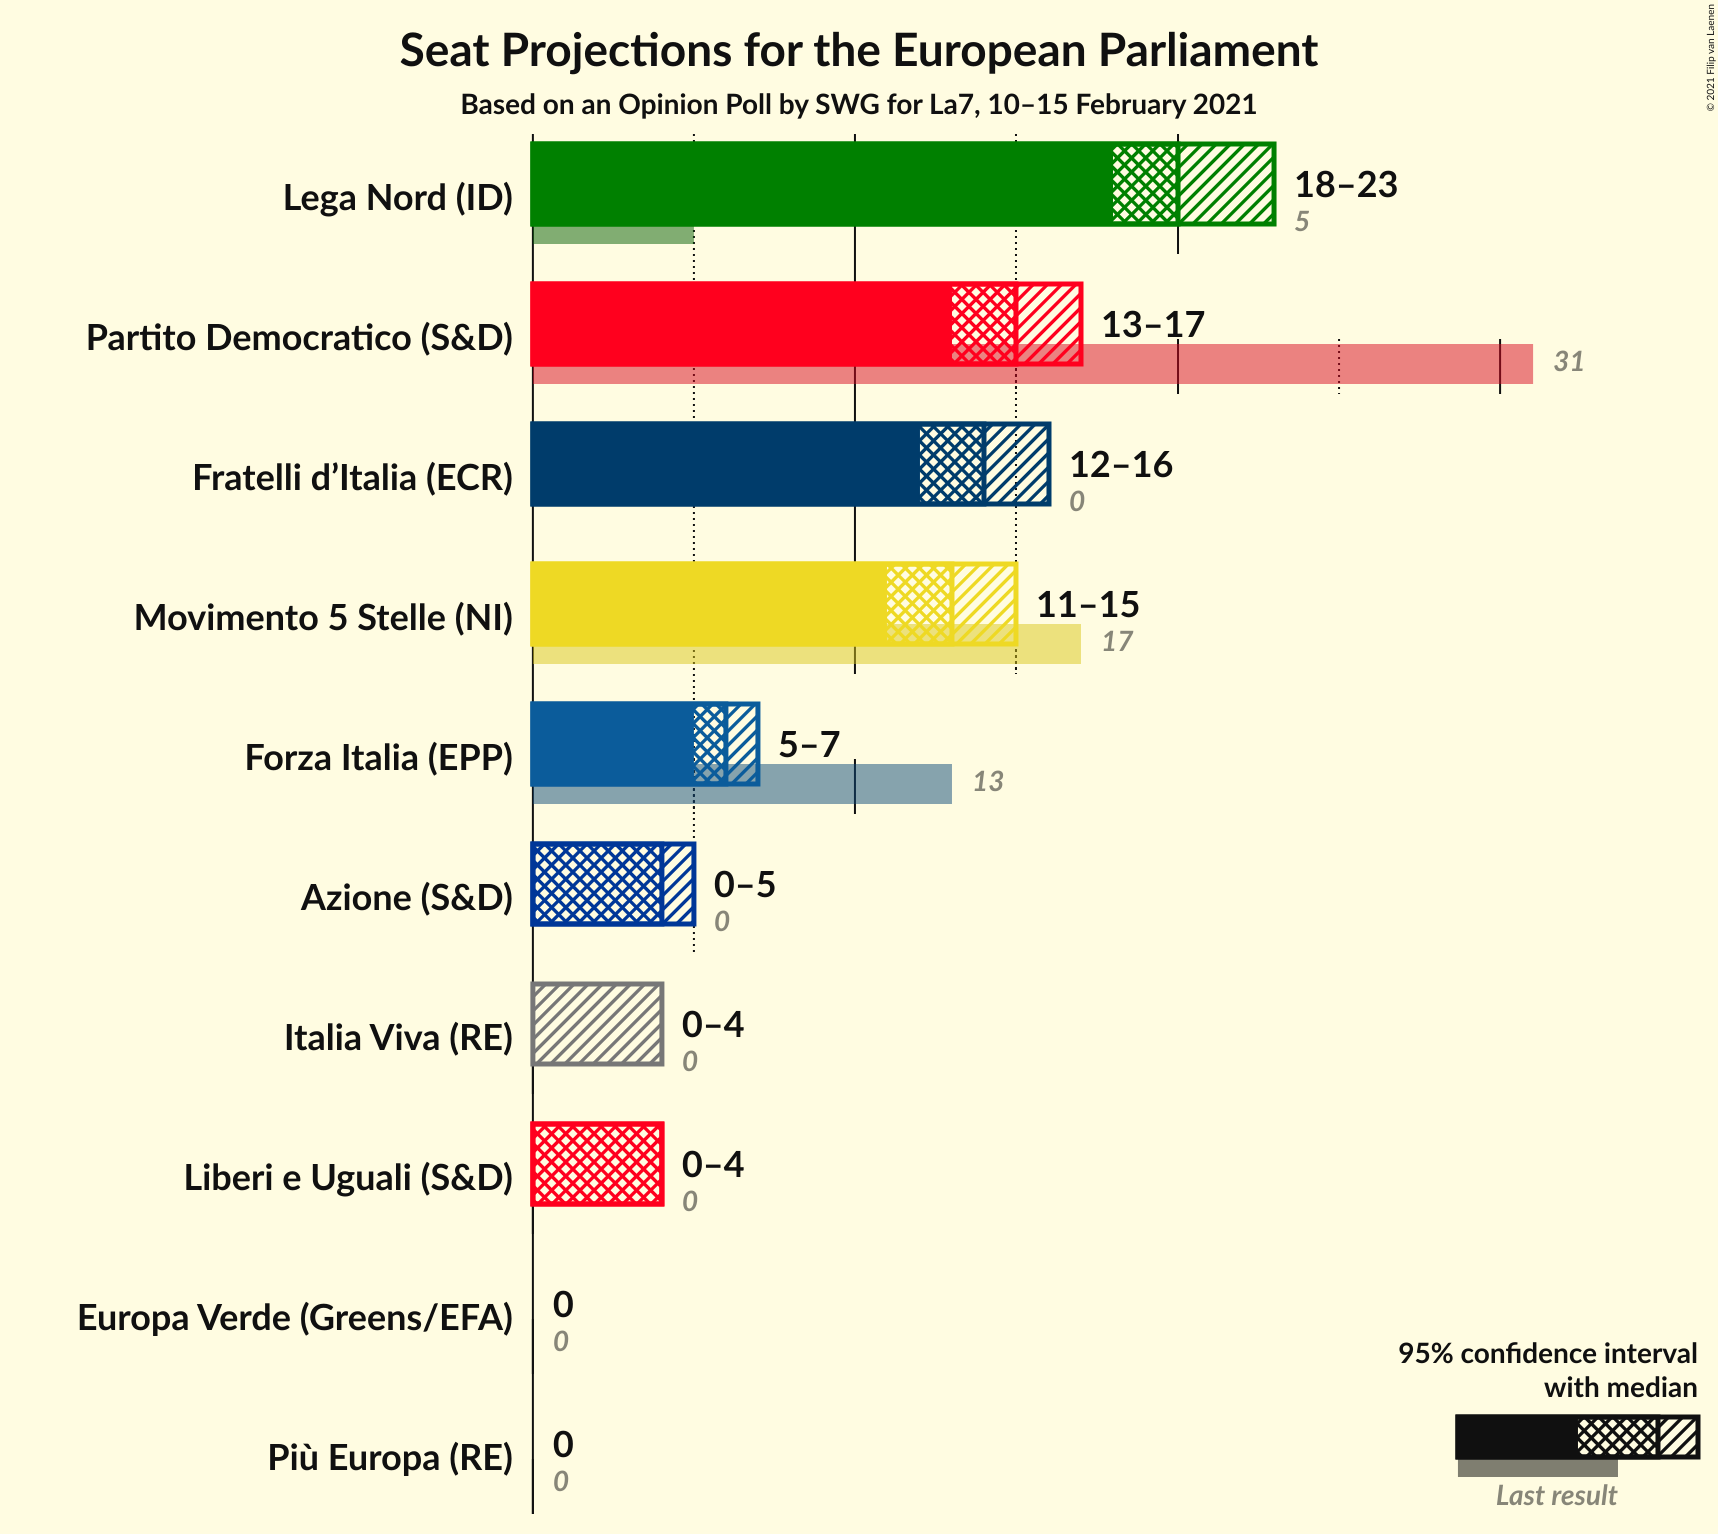 Seat Projections for the European Parliament
Based on an Opinion Poll by SWG for La7, 10–15 February 2021
© 2021 Filip van Laenen
Lega Nord (ID)
18–23
5
Partito Democratico (S&D)
13–17
31
Fratelli d’Italia (ECR)
12–16
0
Movimento 5 Stelle (NI)
11–15
17
Forza Italia (EPP)
5–7
13
Azione (S&D)
0–5
0
Italia Viva (RE)
0–4
0
Liberi e Uguali (S&D)
0–4
0
Europa Verde (Greens/EFA)
0
0
Più Europa (RE)
0
0
95% confidence interval
with median
Last result